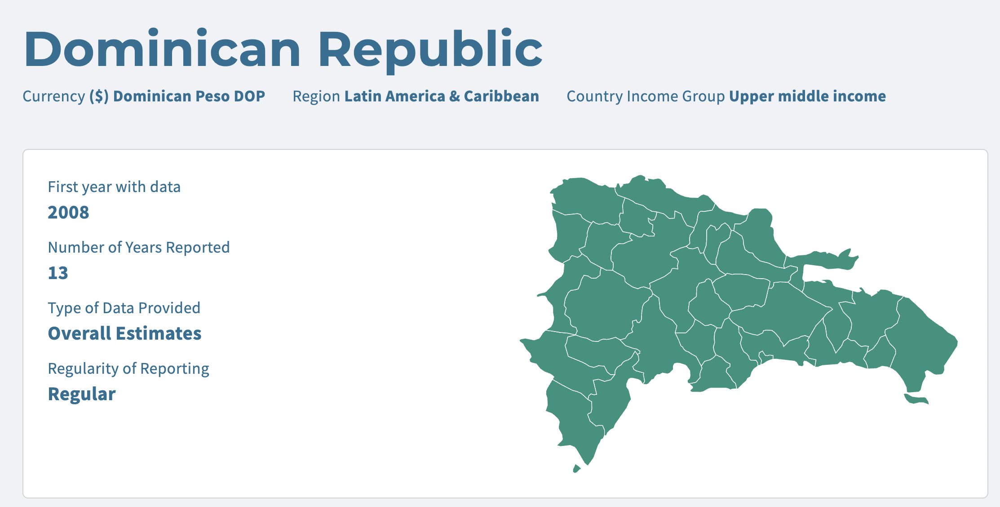 Dominican Republic
Currency ($) Dominican Peso DOP Region Latin America & Caribbean Country Income Group Upper middle income
First year with data
2008
Number of Years Reported
13
Type of Data Provided
Overall Estimates
Regularity of Reporting
Regular